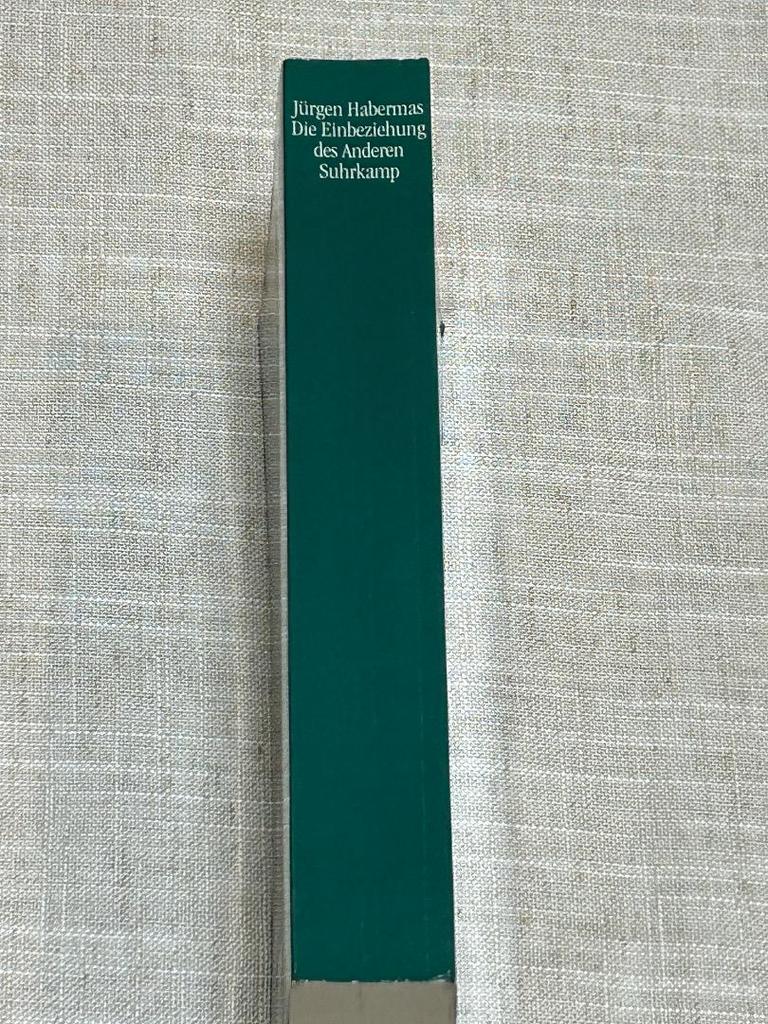 Jürgen Habermas
Die Einbeziehung
des Anderen
Suhrkamp